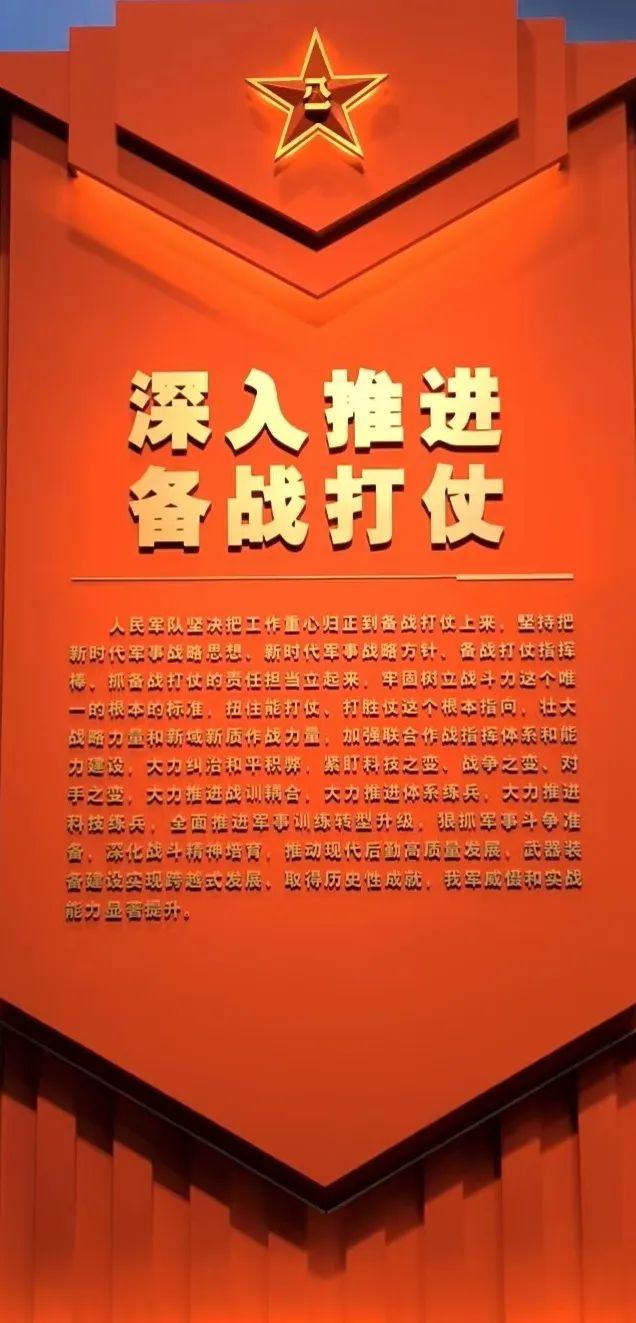 八一
深入推进
备战打仗
人民军队坚决把工作重心归正到备战打仗上来，坚持把
新时代军事战略思想、新时代军事战略方针、备战打仗指挥
棒、抓备战打仗的责任担当立起来，牢固树立战斗力这个唯
一的根本的标准，扭住能打仗、打胜仗这个根本指向，壮大
战略力量和新域新质作战力量，加强联合作战指挥体系和能
力建设，大力纠治和平积弊，紧盯科技之变、战争之变、对
手之变，大力推进战训耦合，大力推进体系练兵，大力推进
科技练兵，全面推进军事训练转型升级，狠抓军事斗争准
备，深化战斗精神培育，推动现代后勤高质量发展，武器装
备建设实现跨越式发展、取得历史性成就，我军威慑和实战
能力显著提升。